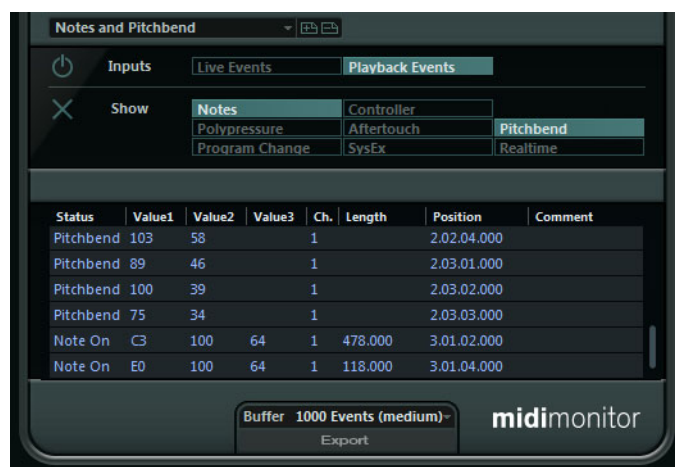 Notes and Pitchbend
Inputs Live Events Playback Events
Show Notes Controller
Polypressure Aftertouch Pitchbend
Program Change SysEx Realtime
Status Value1 Value2 Value3 Ch. Length Position Comment
Pitchbend 103 58 1 2.02.04.000
Pitchbend 89 46 1 2.03.01.000
Pitchbend 100 39 1 2.03.02.000
Pitchbend 75 34 1 2.03.03.000
Note On C3 100 64 1 478.000 3.01.02.000
Note On E0 100 64 1 118.000 3.01.04.000
Buffer 1000 Events (medium) midimonitor
Export